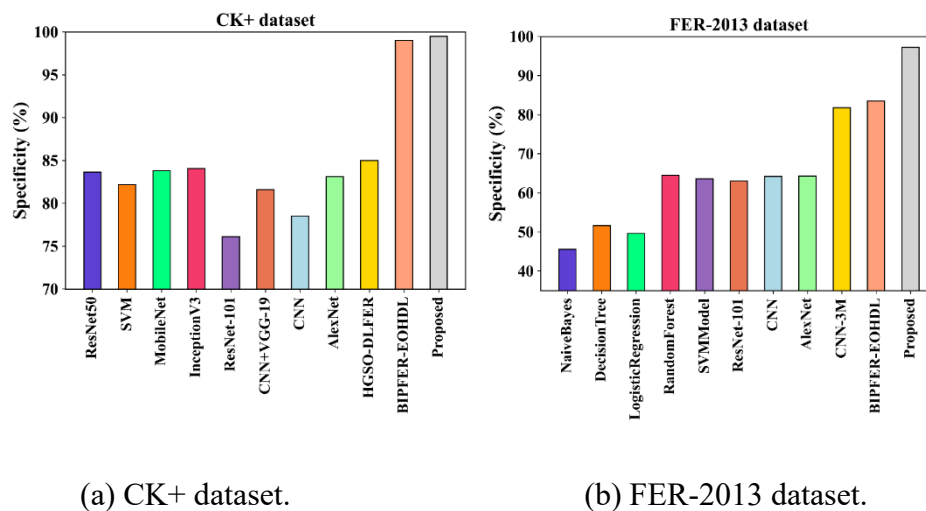 CK+ dataset
Specificity (%)
100
95
90
85
80
75
70
ResNet50
SVM
MobileNet
InceptionV3
ResNet-101
CNN+VGG-19
CNN
AlexNet
HGSO-DLFER
BIPFER-EOHDL
Proposed
FER-2013 dataset
Specificity (%)
100
90
80
70
60
50
40
NaiveBayes
DecisionTree
LogisticRegression
RandomForest
SVMModel
ResNet-101
CNN
AlexNet
CNN-3M
BIPFER-EOHDL
Proposed
(a) CK+ dataset.
(b) FER-2013 dataset.